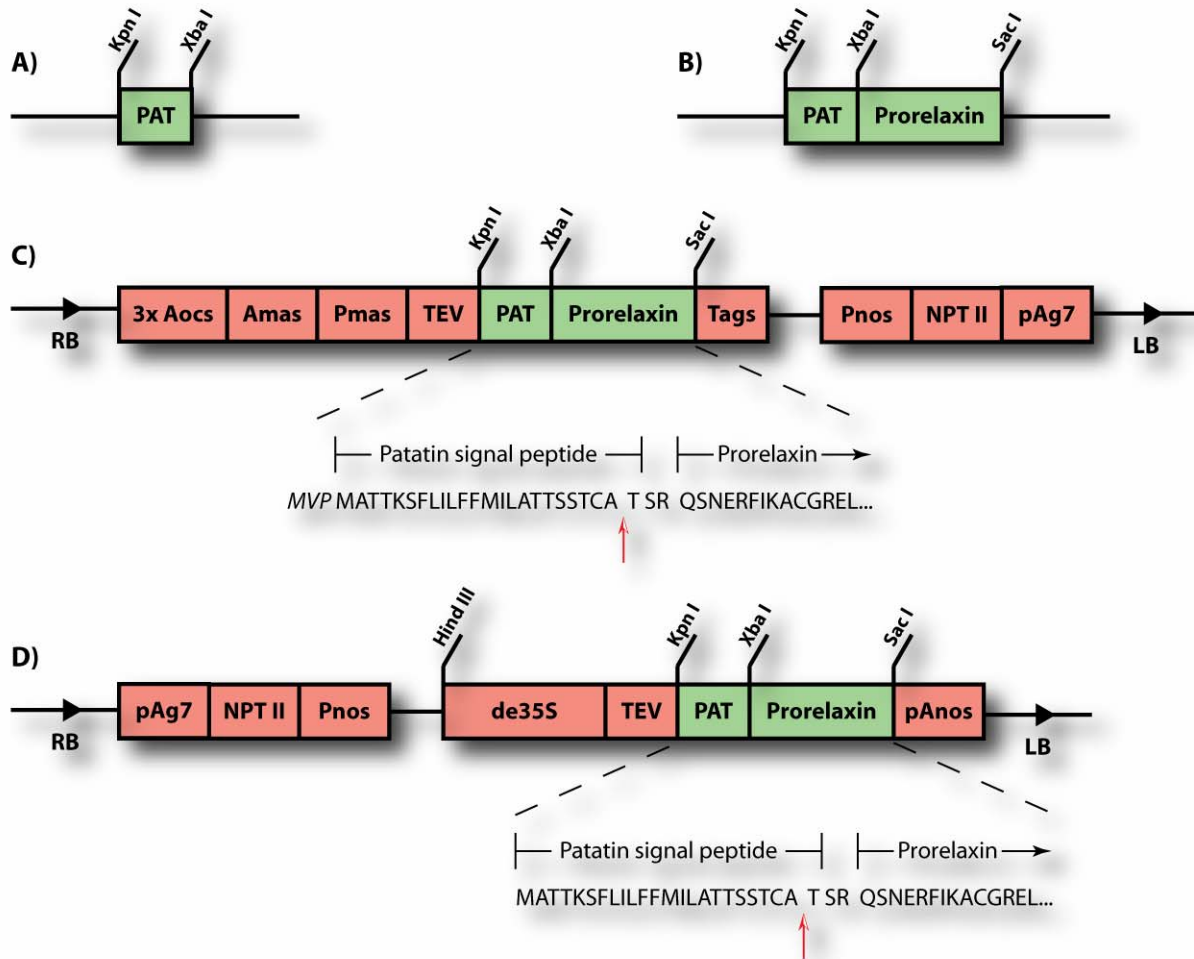 Kpn I Xba I
A)
PAT
Kpn I Xba I Sac I
B)
PAT Prorelaxin
Kpn I Xba I Sac I
C)
3x Aocs Amas Pmas TEV PAT Prorelaxin Tags Pnos NPT II pAg7
RB LB
Patatin signal peptide Prorelaxin
MVP MATTKSFLILFFMILATTSSTCA T SR QSNERFIKACGREL...
Hind III Kpn I Xba I Sac I
D)
pAg7 NPT II Pnos de35S TEV PAT Prorelaxin pAnos
RB LB
Patatin signal peptide Prorelaxin
MATTKSFLILFFMILATTSSTCA T SR QSNERFIKACGREL...